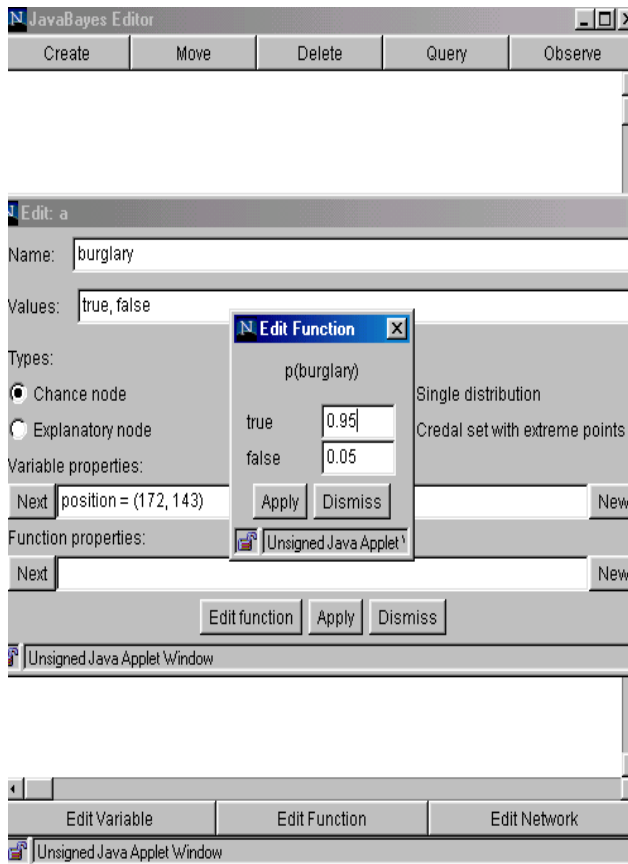 JavaBayes Editor
Create Move Delete Query Observe
Edit: a
Name: burglary
Values: true, false
Types:
Chance node
Explanatory node
Single distribution
Credal set with extreme points
Variable properties:
Next position = (172, 143) New
Function properties:
Next New
Edit function Apply Dismiss
Unsigned Java Applet Window
Edit Function
p(burglary)
true 0.95
false 0.05
Apply Dismiss
Unsigned Java Applet
Edit Variable Edit Function Edit Network
Unsigned Java Applet Window